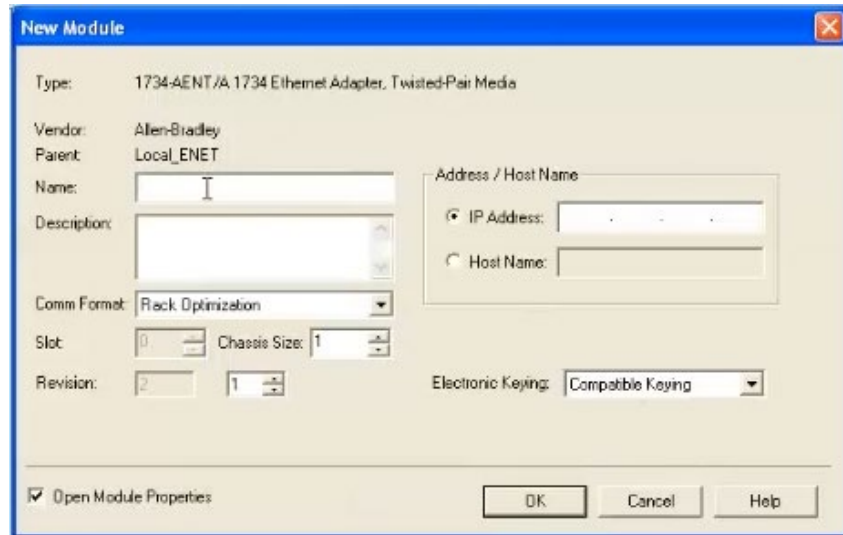 New Module
Type: 1734-AENT/A 1734 Ethernet Adapter, Twisted-Pair Media
Vendor: Allen-Bradley
Parent: Local_ENET
Name:
Address / Host Name
IP Address: . . .
Description:
Host Name:
Comm Format: Rack Optimization
Slot: 0 Chassis Size: 1
Revision: 2 1 Electronic Keying: Compatible Keying
Open Module Properties OK Cancel Help